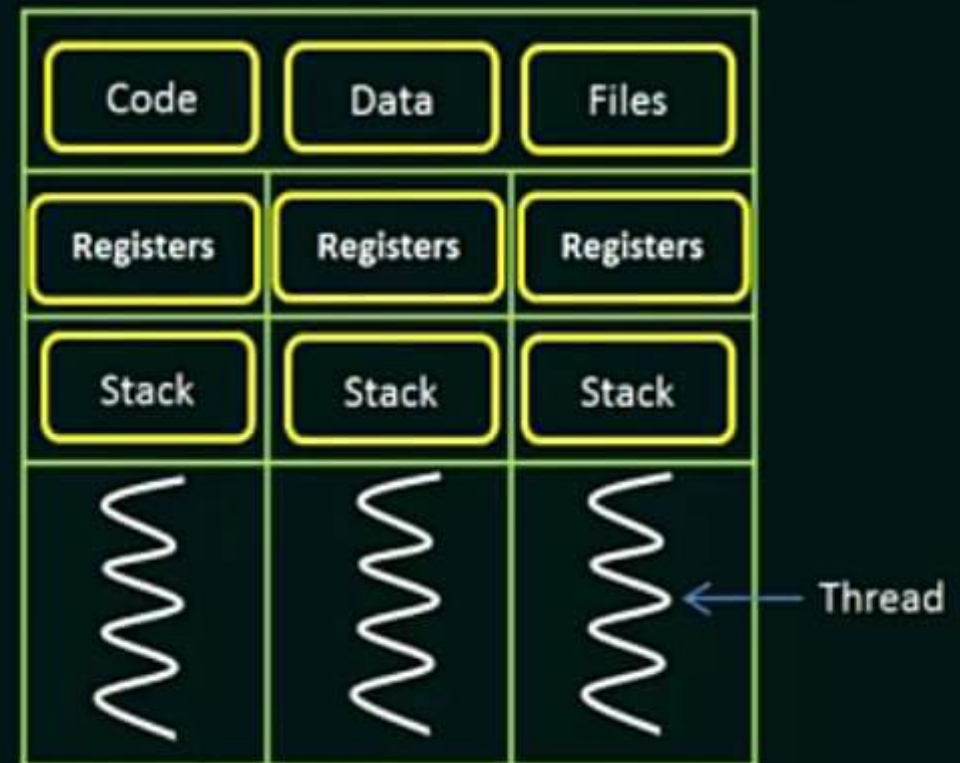 Code Data Files
Registers Registers Registers
Stack Stack Stack
Thread